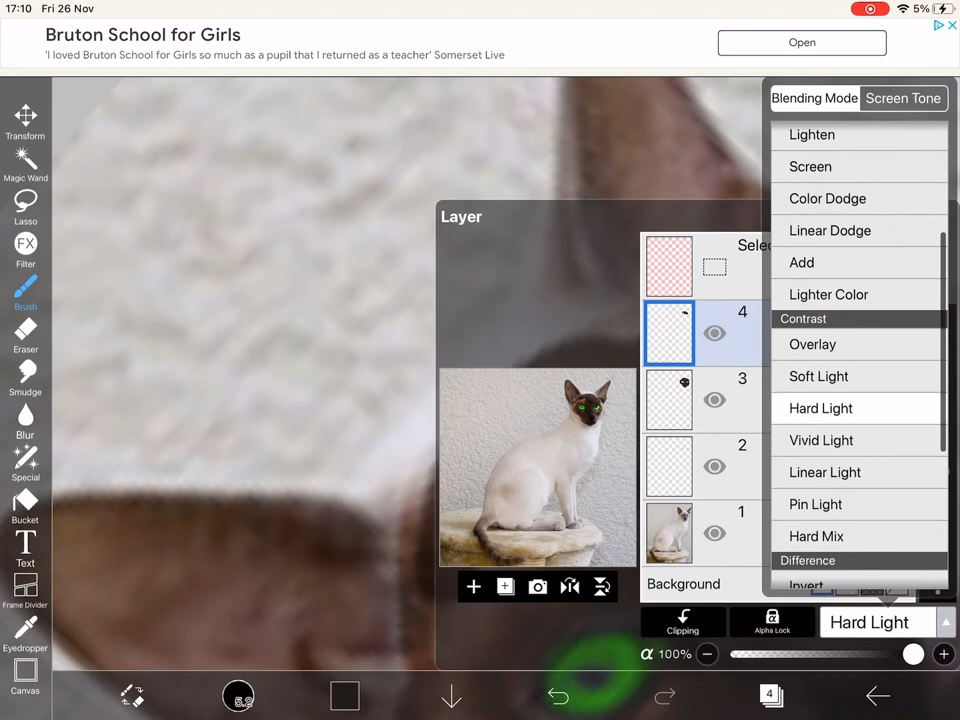 17:10 Fri 26 Nov
5%
Bruton School for Girls
'I loved Bruton School for Girls so much as a pupil that I returned as a teacher' Somerset Live
Open
Transform
Magic Wand
Lasso
FX
Filter
Brush
Eraser
Smudge
Blur
Special
Bucket
T
Text
Frame Divider
Eyedropper
Canvas
Layer
Selec
4
3
2
1
Background
Blending Mode Screen Tone
Lighten
Screen
Color Dodge
Linear Dodge
Add
Lighter Color
Contrast
Overlay
Soft Light
Hard Light
Vivid Light
Linear Light
Pin Light
Hard Mix
Difference
Invert
Clipping
α
Alpha Lock
Hard Light
α 100%
5.2
4